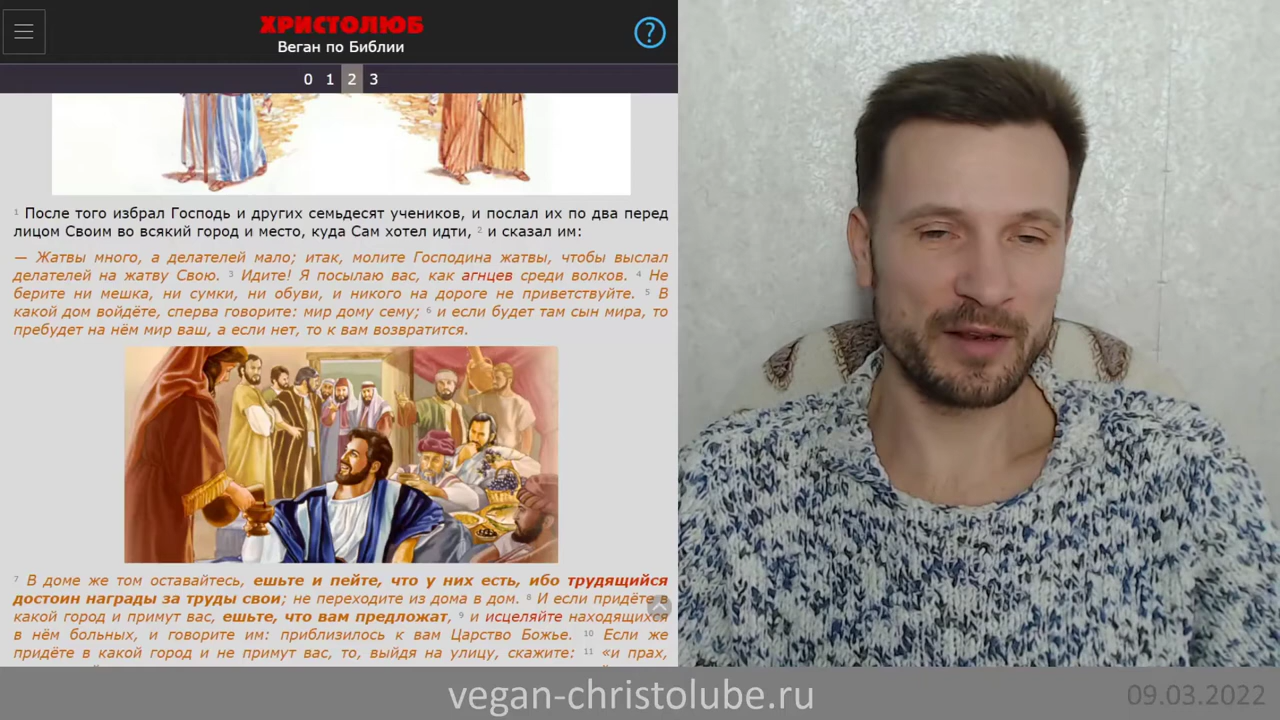 ХРИСТОЛЮБ
Веган по Библии
?
0 1 2 3
1 После того избрал Господь и других семьдесят учеников, и послал их по два перед
лицом Своим во всякий город и место, куда Сам хотел идти, 2 и сказал им:
— Жатвы много, а делателей мало; итак, молите Господина жатвы, чтобы выслал
делателей на жатву Свою. 3 Идите! Я посылаю вас, как агнцев среди волков. 4 Не
берите ни мешка, ни сумки, ни обуви, и никого на дороге не приветствуйте. 5 В
какой дом войдёте, сперва говорите: мир дому сему; 6 и если будет там сын мира, то
пребудет на нём мир ваш, а если нет, то к вам возвратится.
7 В доме же том оставайтесь, ешьте и пейте, что у них есть, ибо трудящийся
достоин награды за труды свои; не переходите из дома в дом. 8 И если придёте в
какой город и примут вас, ешьте, что вам предложат, 9 и исцеляйте находящихся
в нём больных, и говорите им: приблизилось к вам Царство Божье. 10 Если же
придёте в какой город и не примут вас, то, выйдя на улицу, скажите: 11 «и прах,
vegan-christolube.ru
09.03.2022